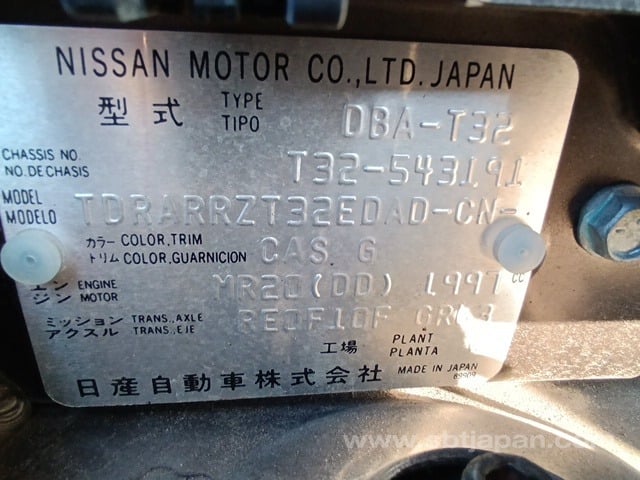 NISSAN MOTOR CO.,LTD. JAPAN
型式 TYPE TIPO DBA-T32
CHASSIS NO. NO.DE CHASIS T32-543191
MODEL MODELO TDRARRZT32EDAD-CN-
カラー COLOR,TRIM
トリム COLOR,GUARNICION CAS G
エンジン ENGINE MOTOR MR20(DD) 1997 CC
ミッション TRANS.,AXLE
アクスル TRANS.,EJE RE0F10F
工場 PLANT PLANTA
日産自動車株式会社 MADE IN JAPAN
89909